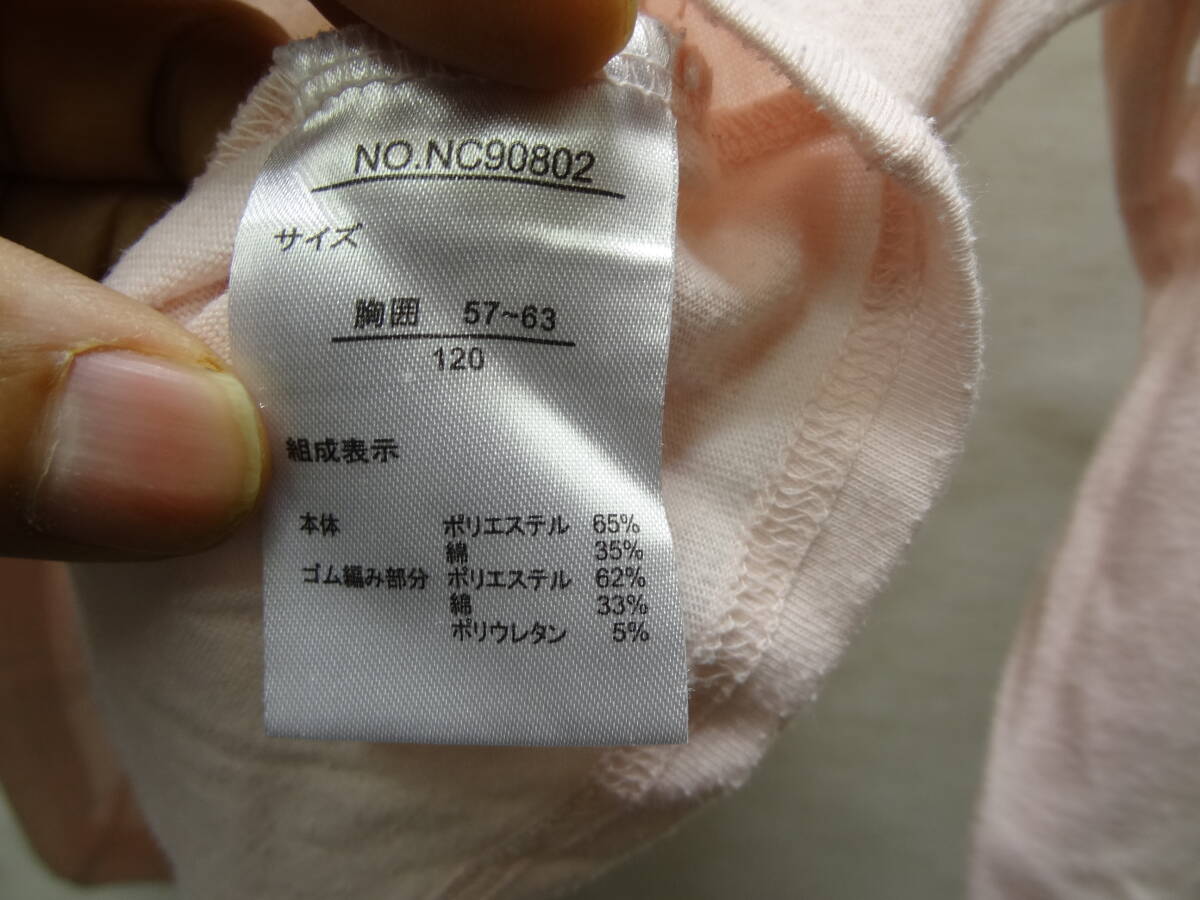 NO.NC90802
サイズ
胸囲 57~63
120
組成表示
本体 ポリエステル 65%
綿 35%
ゴム編み部分 ポリエステル 62%
綿 33%
ポリウレタン 5%